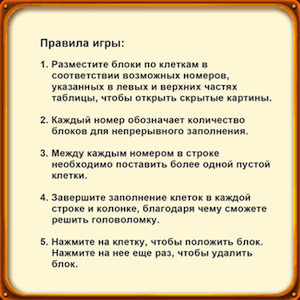 Правила игры:
1. Разместите блоки по клеткам в
соответствии возможных номеров,
указанных в левых и верхних частях
таблицы, чтобы открыть скрытые картины.
2. Каждый номер обозначает количество
блоков для непрерывного заполнения.
3. Между каждым номером в строке
необходимо поставить более одной пустой
клетки.
4. Завершите заполнение клеток в каждой
строке и колонке, благодаря чему сможете
решить головоломку.
5. Нажмите на клетку, чтобы положить блок.
Нажмите на нее еще раз, чтобы удалить
блок.